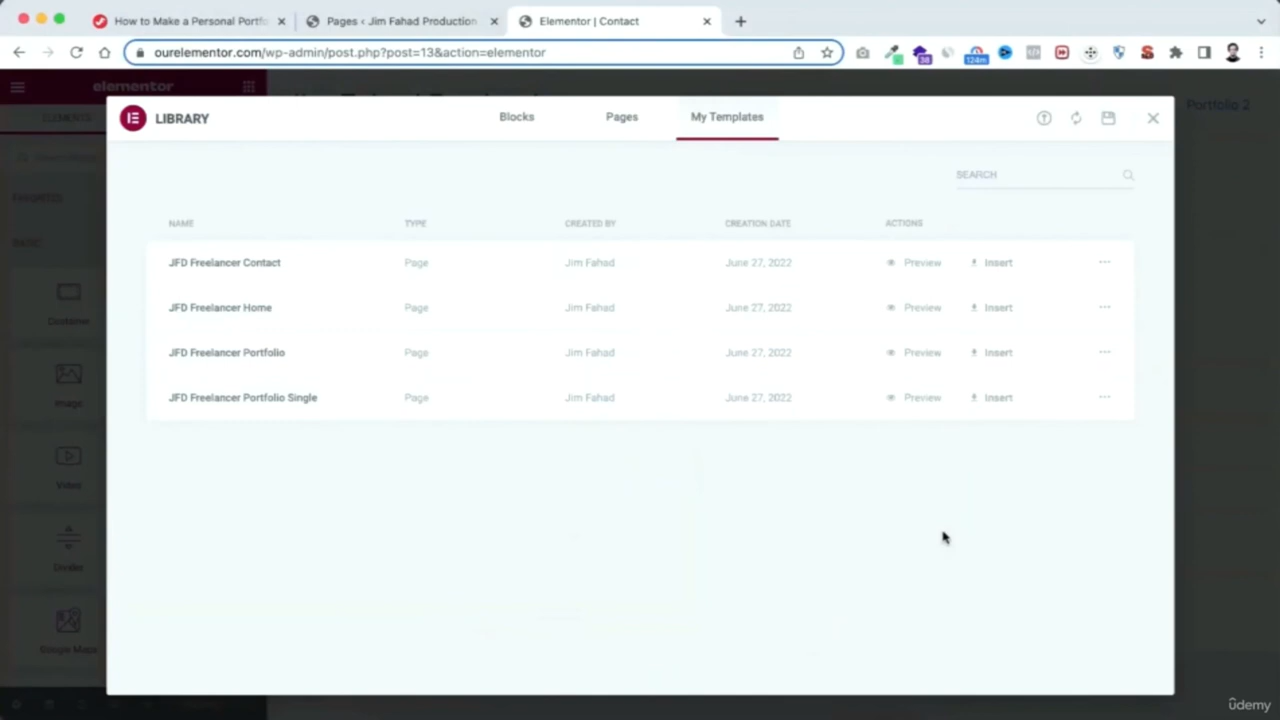 How to Make a Personal Portfo
Pages ‹ Jim Fahad Production
Elementor | Contact
ourelementor.com/wp-admin/post.php?post=13&action=elementor
38
124m
elementor
ELEMENTS
Portfolio 2
LIBRARY
Blocks
Pages
My Templates
SEARCH
FAVORITES
BASIC
NAME TYPE CREATED BY CREATION DATE ACTIONS
JFD Freelancer Contact Page Jim Fahad June 27, 2022 Preview Insert
JFD Freelancer Home Page Jim Fahad June 27, 2022 Preview Insert
JFD Freelancer Portfolio Page Jim Fahad June 27, 2022 Preview Insert
JFD Freelancer Portfolio Single Page Jim Fahad June 27, 2022 Preview Insert
Container
Image
Video
Divider
Google Maps
ûdemy